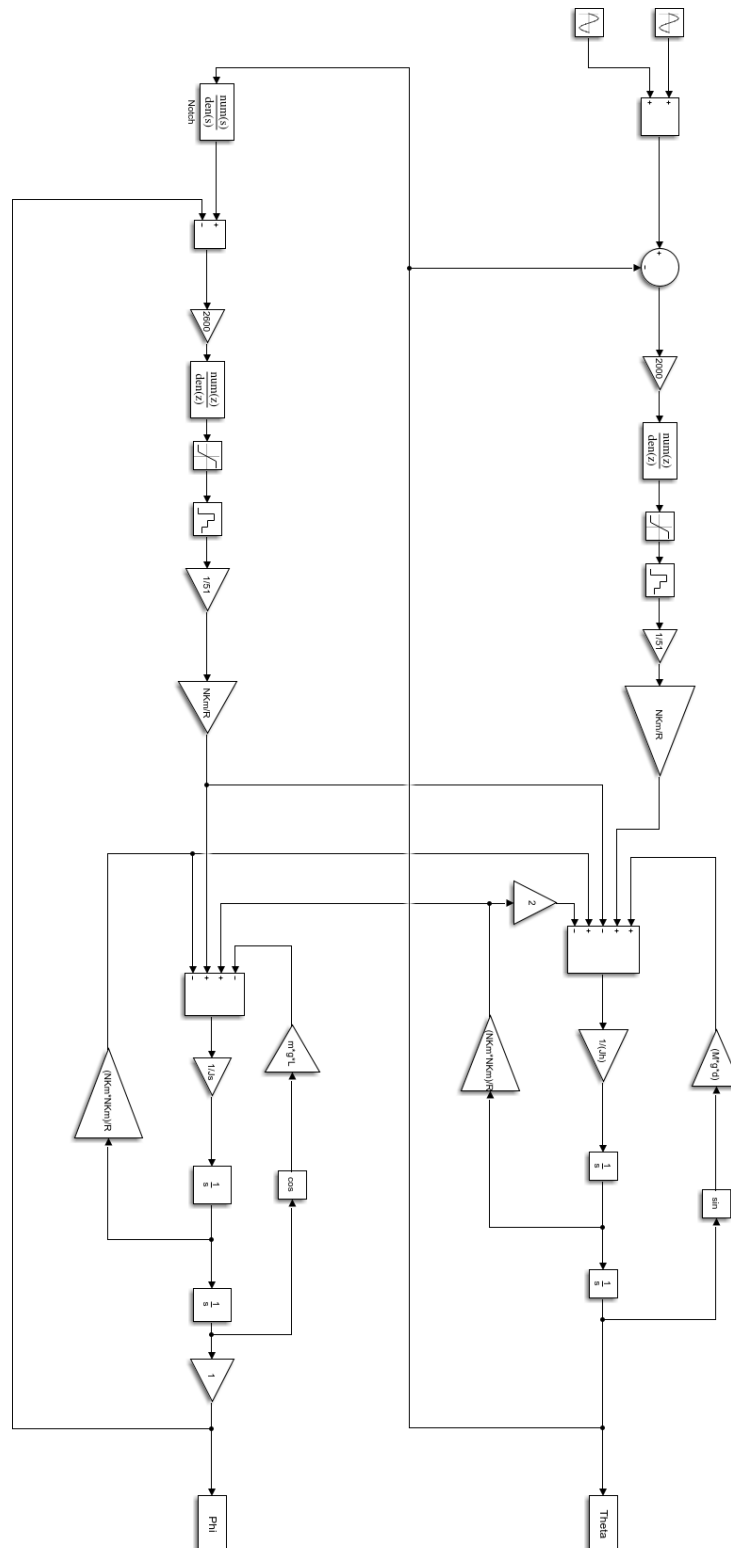 +
+
num(s)
den(s)
Notch
-
+
+
-
2600
2000
num(z)
den(z)
num(z)
den(z)
1/51
1/51
NKm/R
NKm/R
2
-
+
-
+
+
-
+
+
-
m*g*L
1/Js
(NKm*NKm)/R
(NKm*NKm)/R
1/(Jh)
(M*g*d)
cos
sin
1
s
1
s
1
s
1
s
1
Phi
Theta